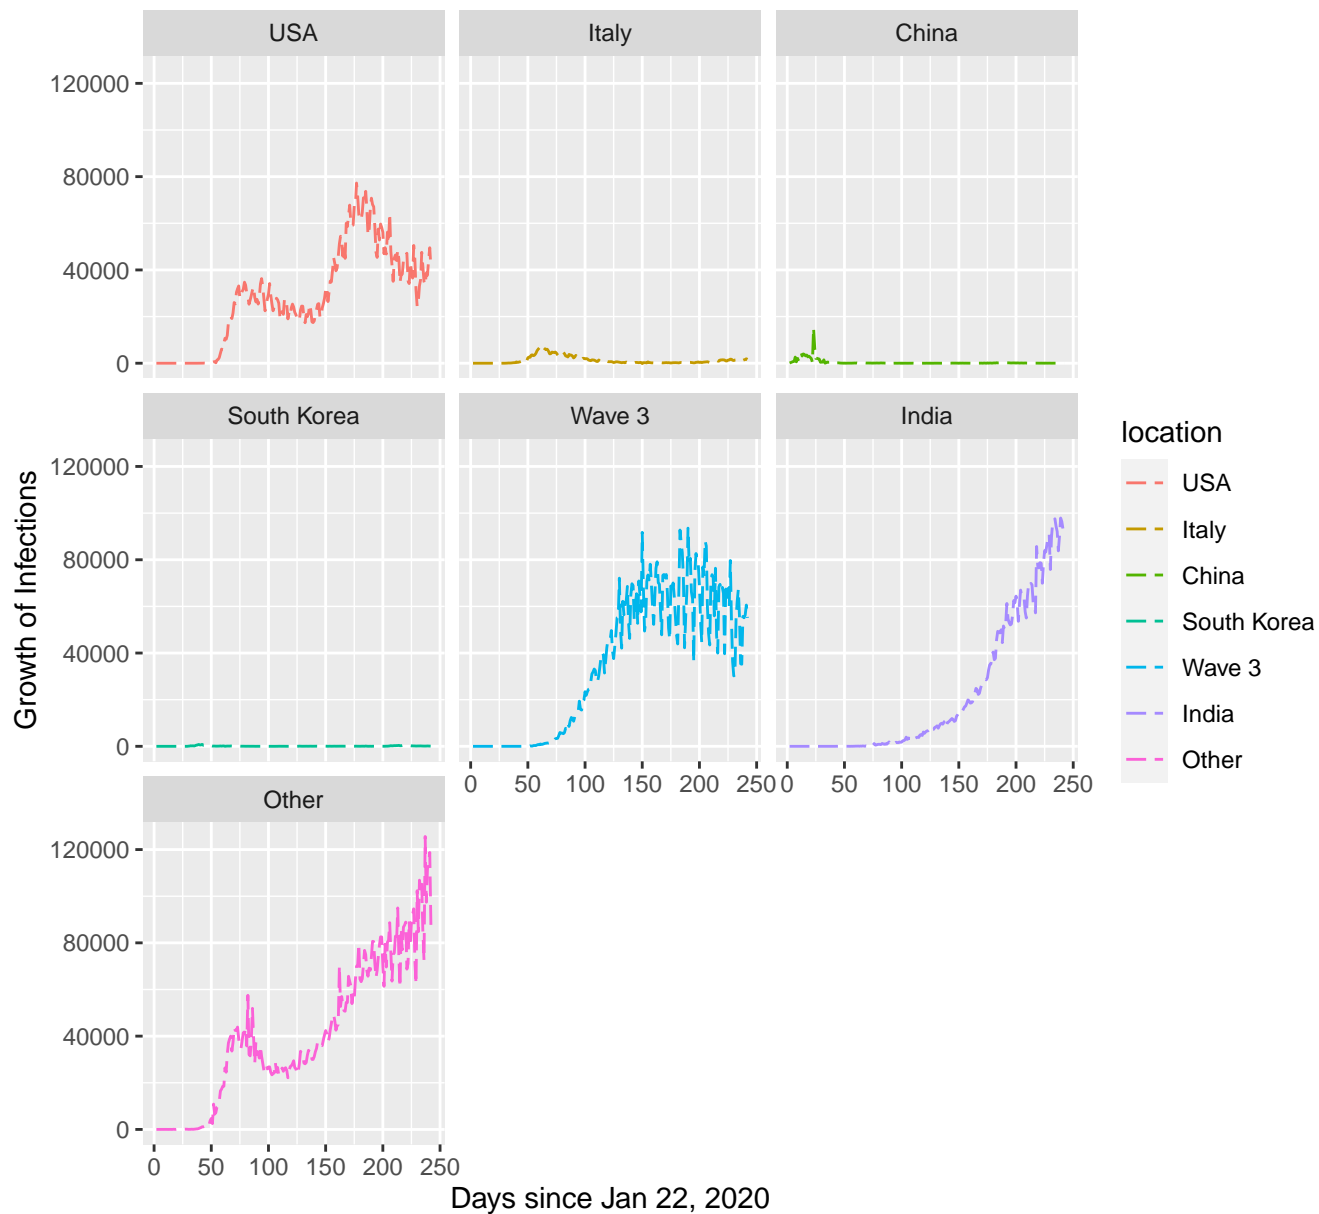 USA
Italy
China
120000
80000
40000
0
South Korea
Wave 3
India
120000
80000
40000
0
0 50 100 150 200 250
0 50 100 150 200 250
Other
120000
80000
40000
0
0 50 100 150 200 250
Growth of Infections
Days since Jan 22, 2020
location
USA
Italy
China
South Korea
Wave 3
India
Other